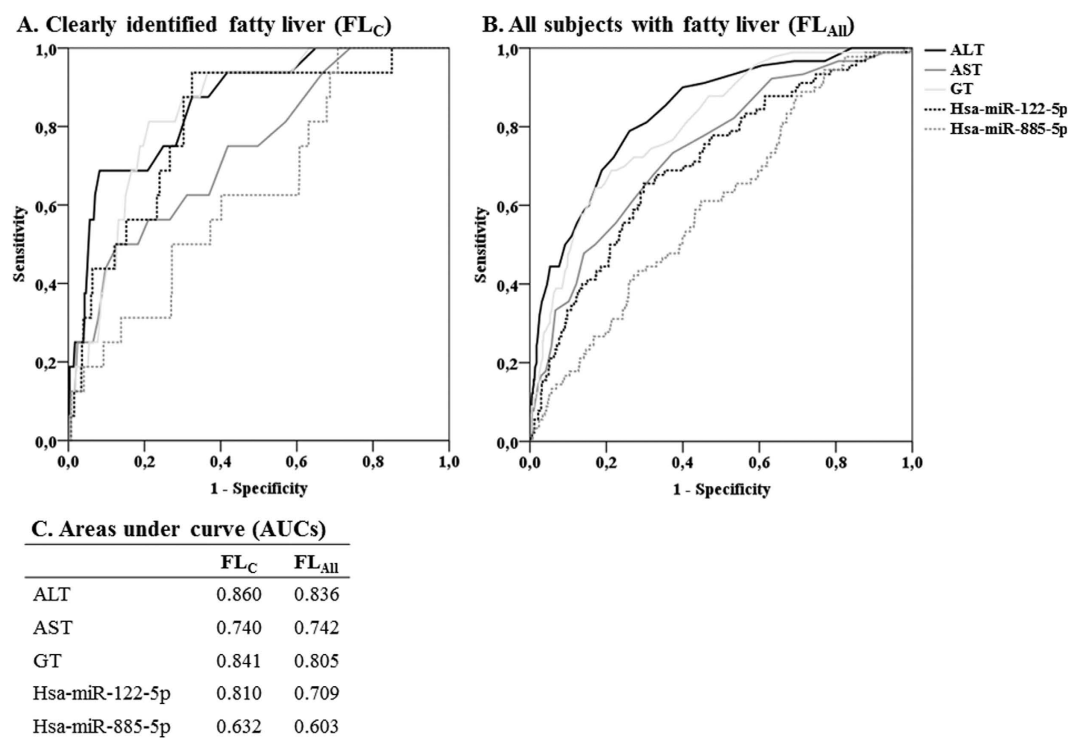 A. Clearly identified fatty liver (FLC)
1,0
0,8
0,6
0,4
0,2
0,0
Sensitivity
0,0 0,2 0,4 0,6 0,8 1,0
1 - Specificity
B. All subjects with fatty liver (FLAll)
1,0
0,8
0,6
0,4
0,2
0,0
Sensitivity
0,0 0,2 0,4 0,6 0,8 1,0
1 - Specificity
ALT
AST
GT
Hsa-miR-122-5p
Hsa-miR-885-5p
C. Areas under curve (AUCs)
FLC FLAll
ALT 0.860 0.836
AST 0.740 0.742
GT 0.841 0.805
Hsa-miR-122-5p 0.810 0.709
Hsa-miR-885-5p 0.632 0.603